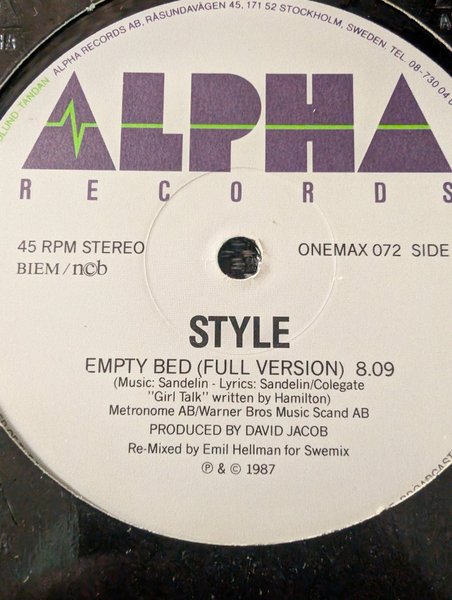 ALPHA RECORDS AB, RÅSUNDAVÄGEN 45, 171 52 STOCKHOLM, SWEDEN. TEL. 08-730 04 0
ALPHA
RECORDS
45 RPM STEREO
BIEM/ncb
ONEMAX 072 SIDE
STYLE
EMPTY BED (FULL VERSION) 8.09
(Music: Sandelin - Lyrics: Sandelin/Colegate
"Girl Talk" written by Hamilton)
Metronome AB/Warner Bros Music Scand AB
PRODUCED BY DAVID JACOB
Re-Mixed by Emil Hellman for Swemix
℗ & © 1987